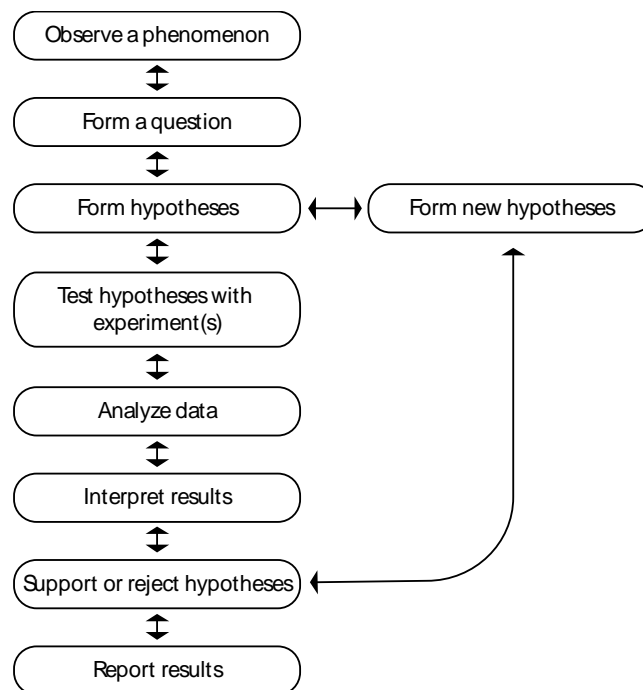 Observe a phenomenon
Form a question
Form hypotheses
Form new hypotheses
Test hypotheses with
experiment(s)
Analyze data
Interpret results
Support or reject hypotheses
Report results